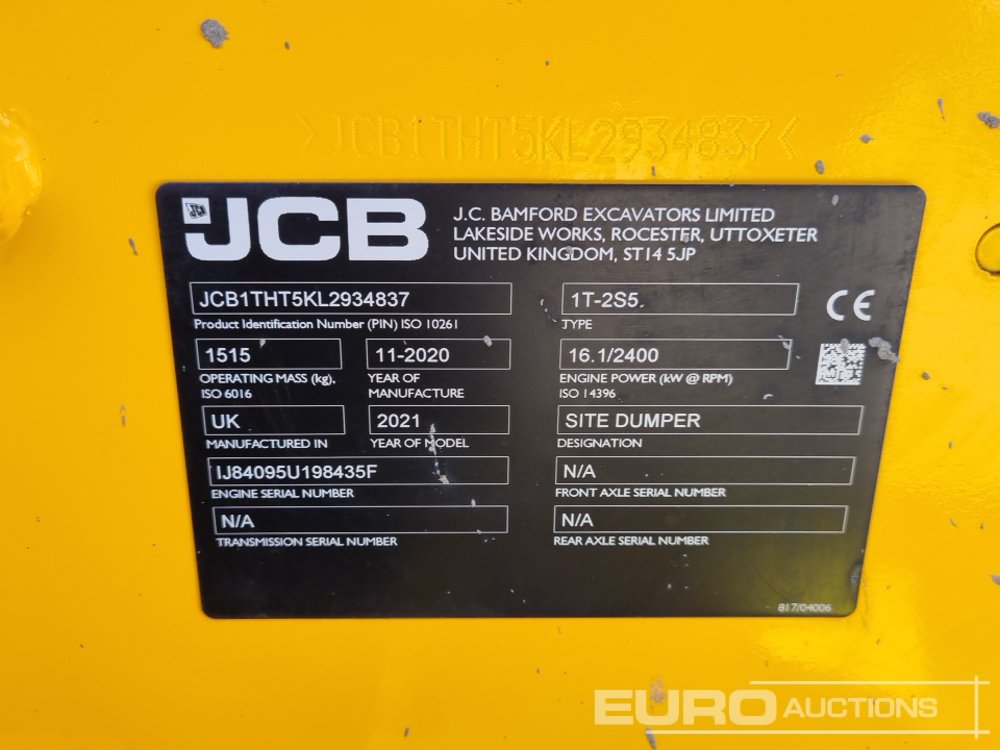 >JCB1THT5KL2934837<
JCB
J.C. BAMFORD EXCAVATORS LIMITED
LAKESIDE WORKS, ROCESTER, UTTOXETER
UNITED KINGDOM, ST14 5JP
JCB1THT5KL2934837
Product Identification Number (PIN) ISO 10261
1T-2S5.
TYPE
CE
1515
OPERATING MASS (kg),
ISO 6016
11-2020
YEAR OF
MANUFACTURE
16.1/2400
ENGINE POWER (kW @ RPM)
ISO 14396
UK
MANUFACTURED IN
2021
YEAR OF MODEL
SITE DUMPER
DESIGNATION
IJ84095U198435F
ENGINE SERIAL NUMBER
N/A
FRONT AXLE SERIAL NUMBER
N/A
TRANSMISSION SERIAL NUMBER
N/A
REAR AXLE SERIAL NUMBER
817/04006
EURO AUCTIONS